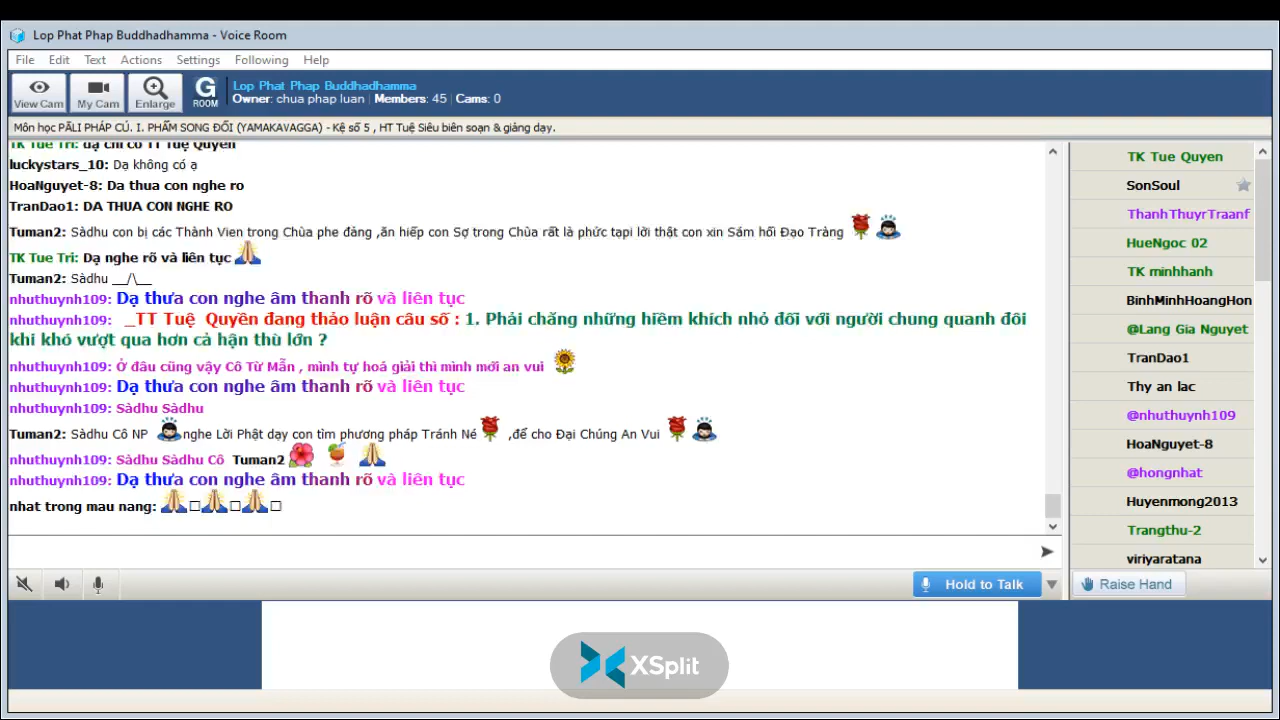 Lop Phat Phap Buddhadhamma - Voice Room
File Edit Text Actions Settings Following Help
View Cam My Cam Enlarge G ROOM
Lop Phat Phap Buddhadhamma
Owner: chua phap luan | Members: 45 | Cams: 0
Môn học PĀLI PHÁP CÚ. I. PHẨM SONG ĐỐI (YAMAKAVAGGA) - Kệ số 5 , HT Tuệ Siêu biên soạn & giảng dạy.
TK Tue Tri: dạ chỉ có TT Tuệ Quyền
luckystars_10: Dạ không có ạ
HoaNguyet-8: Da thua con nghe ro
TranDao1: DA THUA CON NGHE RO
Tuman2: Sàdhu con bị các Thành Vien trong Chùa phe đảng ,ăn hiếp con Sợ trong Chùa rất là phức tạpi lời thật con xin Sám hối Đạo Tràng
TK Tue Tri: Dạ nghe rõ và liên tục
Tuman2: Sàdhu __/\__
nhuthuynh109: Dạ thưa con nghe âm thanh rõ và liên tục
nhuthuynh109: _TT Tuệ Quyền đang thảo luận câu số : 1. Phải chăng những hiềm khích nhỏ đối với người chung quanh đôi
khi khó vượt qua hơn cả hận thù lớn ?
nhuthuynh109: Ở đâu cũng vậy Cô Từ Mẫn , mình tự hoá giải thì mình mới an vui
nhuthuynh109: Dạ thưa con nghe âm thanh rõ và liên tục
nhuthuynh109: Sàdhu Sàdhu
Tuman2: Sàdhu Cô NP nghe Lời Phật dạy con tìm phương pháp Tránh Né ,để cho Đại Chúng An Vui
nhuthuynh109: Sàdhu Sàdhu Cô Tuman2
nhuthuynh109: Dạ thưa con nghe âm thanh rõ và liên tục
nhat trong mau nang:
Hold to Talk
TK Tue Quyen
SonSoul
ThanhThuyrTraanf
HueNgoc 02
TK minhhanh
BinhMinhHoangHon
@Lang Gia Nguyet
TranDao1
Thy an lac
@nhuthuynh109
HoaNguyet-8
@hongnhat
Huyenmong2013
Trangthu-2
viriyaratana
Raise Hand
XSplit